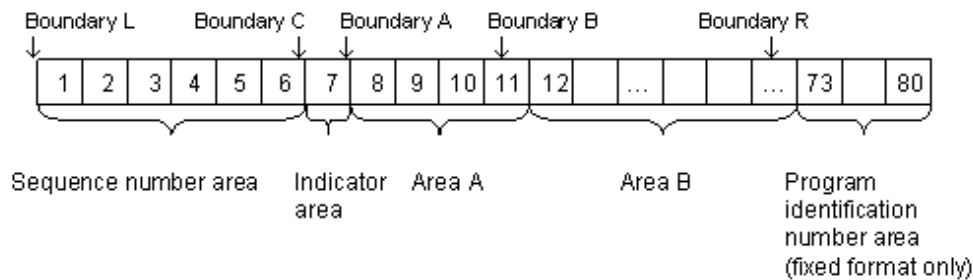 Boundary L Boundary C Boundary A Boundary B Boundary R
1 2 3 4 5 6 7 8 9 10 11 12 ... ... 73 80
Sequence number area Indicator area Area A Area B Program identification number area (fixed format only)